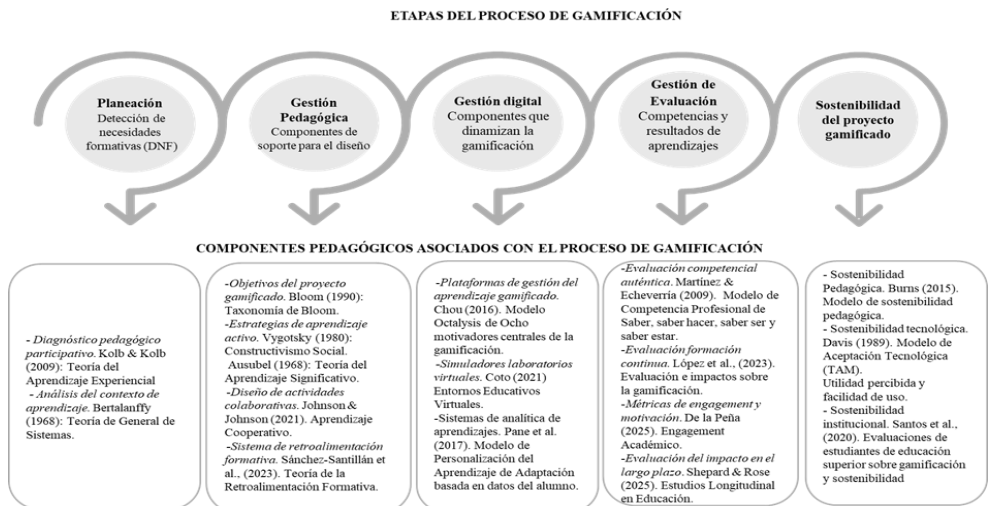 ETAPAS DEL PROCESO DE GAMIFICACIÓN
Planeación
Detección de
necesidades
formativas (DNF)
Gestión
Pedagógica
Componentes de
soporte para el diseño
Gestión digital
Componentes que
dinamizan la
gamificación
Gestión de
Evaluación
Competencias y
resultados de
aprendizajes
Sostenibilidad
del proyecto
gamificado
COMPONENTES PEDAGÓGICOS ASOCIADOS CON EL PROCESO DE GAMIFICACIÓN
- Diagnóstico pedagógico
participativo. Kolb & Kolb
(2009): Teoría del
Aprendizaje Experiencial
- Análisis del contexto de
aprendizaje. Bertalanffy
(1968): Teoría de General de
Sistemas.
-Objetivos del proyecto
gamificado. Bloom (1990):
Taxonomía de Bloom.
-Estrategias de aprendizaje
activo. Vygotsky (1980):
Constructivismo Social.
Ausubel (1968): Teoría del
Aprendizaje Significativo.
-Diseño de actividades
colaborativas. Johnson &
Johnson (2021). Aprendizaje
Cooperativo.
-Sistema de retroalimentación
formativa. Sánchez-Santillán et
al., (2023). Teoría de la
Retroalimentación Formativa.
-Plataformas de gestión del
aprendizaje gamificado.
Chou (2016). Modelo
Octalysis de Ocho
motivadores centrales de la
gamificación.
-Simuladores laboratorios
virtuales. Coto (2021)
Entornos Educativos
Virtuales.
-Sistemas de analítica de
aprendizajes. Pane et al.
(2017). Modelo de
Personalización del
Aprendizaje de Adaptación
basada en datos del alumno.
-Evaluación competencial
auténtica. Martínez &
Echeverría (2009). Modelo de
Competencia Profesional de
Saber, saber hacer, saber ser y
saber estar.
-Evaluación formación
continua. López et al., (2023).
Evaluación e impactos sobre
la gamificación.
-Métricas de engagement y
motivación. De la Peña
(2025). Engagement
Académico.
-Evaluación del impacto en el
largo plazo. Shepard & Rose
(2025). Estudios Longitudinal
en Educación.
- Sostenibilidad
Pedagógica. Burns (2015).
Modelo de sostenibilidad
pedagógica.
- Sostenibilidad tecnológica.
Davis (1989). Modelo de
Aceptación Tecnológica
(TAM).
Utilidad percibida y
facilidad de uso.
- Sostenibilidad
institucional. Santos et al.,
(2020). Evaluaciones de
estudiantes de educación
superior sobre gamificación
y sostenibilidad